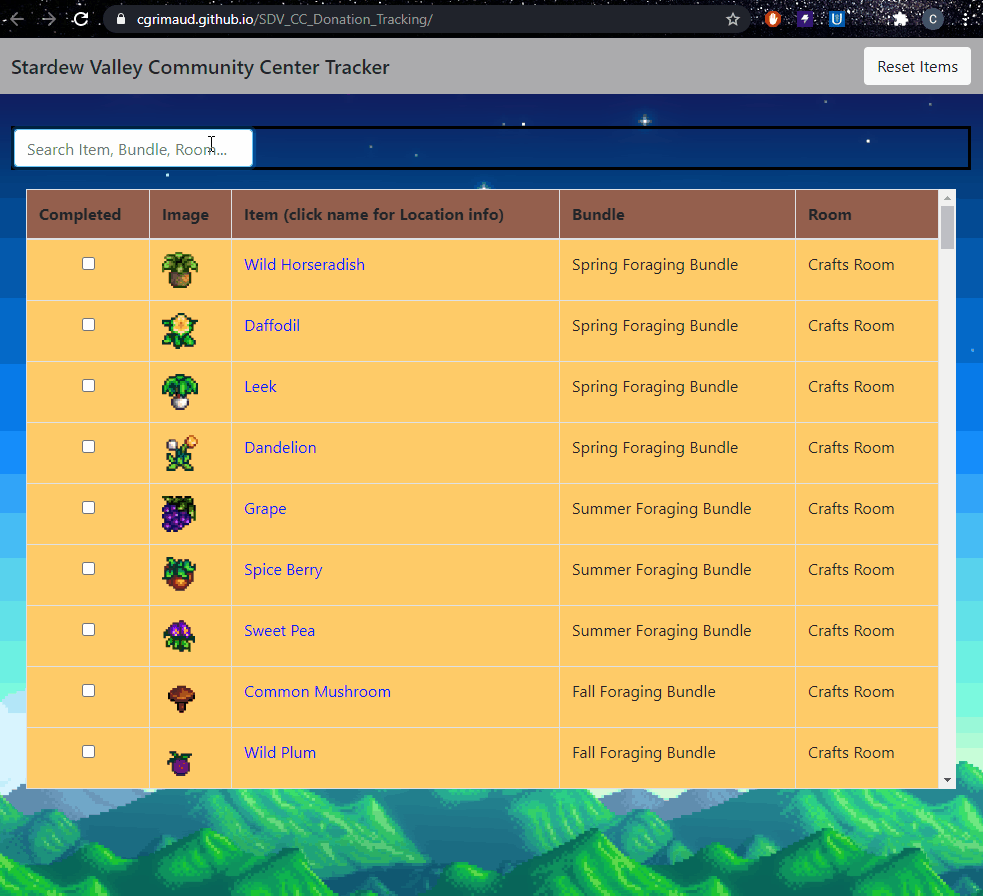 cgrimaud.github.io/SDV_CC_Donation_Tracking/
C
Stardew Valley Community Center Tracker
Reset Items
Search Item, Bundle, Room...
Completed Image Item (click name for Location info) Bundle Room
Wild Horseradish Spring Foraging Bundle Crafts Room
Daffodil Spring Foraging Bundle Crafts Room
Leek Spring Foraging Bundle Crafts Room
Dandelion Spring Foraging Bundle Crafts Room
Grape Summer Foraging Bundle Crafts Room
Spice Berry Summer Foraging Bundle Crafts Room
Sweet Pea Summer Foraging Bundle Crafts Room
Common Mushroom Fall Foraging Bundle Crafts Room
Wild Plum Fall Foraging Bundle Crafts Room